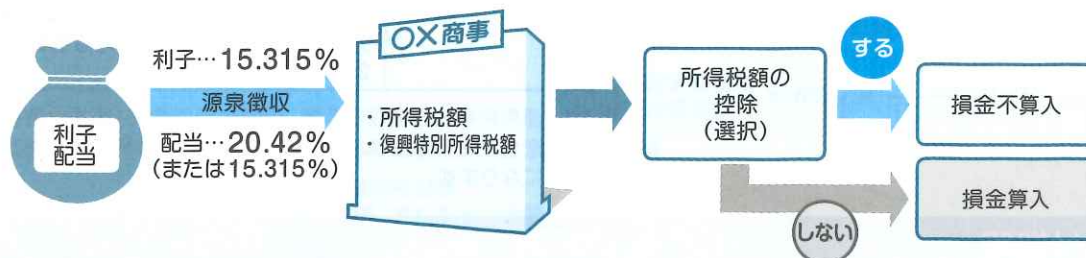 利子
配当
利子…15.315%
源泉徴収
配当…20.42%
(または15.315%)
〇×商事
・所得税額
・復興特別所得税額
所得税額の
控除
(選択)
する
損金不算入
しない
損金算入